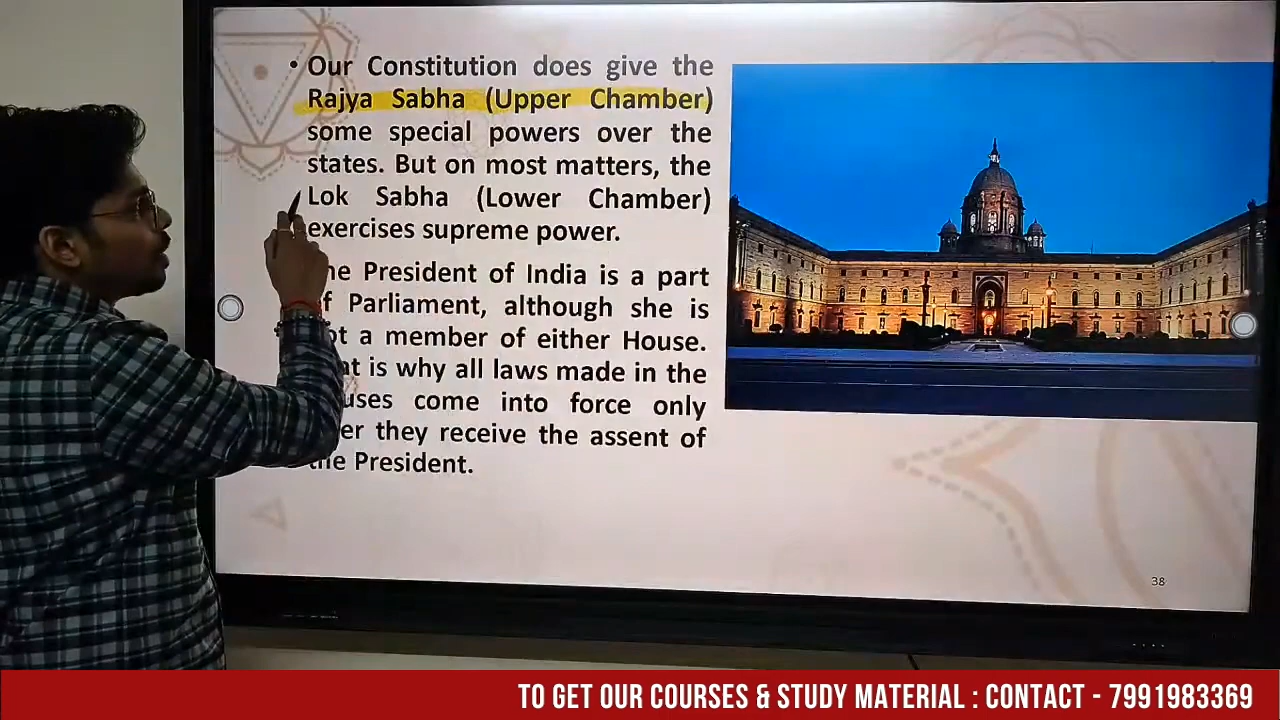 • Our Constitution does give the
Rajya Sabha (Upper Chamber)
some special powers over the
states. But on most matters, the
Lok Sabha (Lower Chamber)
exercises supreme power.
President of India is a part
Parliament, although she is
a member of either House.
is why all laws made in the
come into force only
they receive the assent of
the President.
38
TO GET OUR COURSES & STUDY MATERIAL : CONTACT - 7991983369